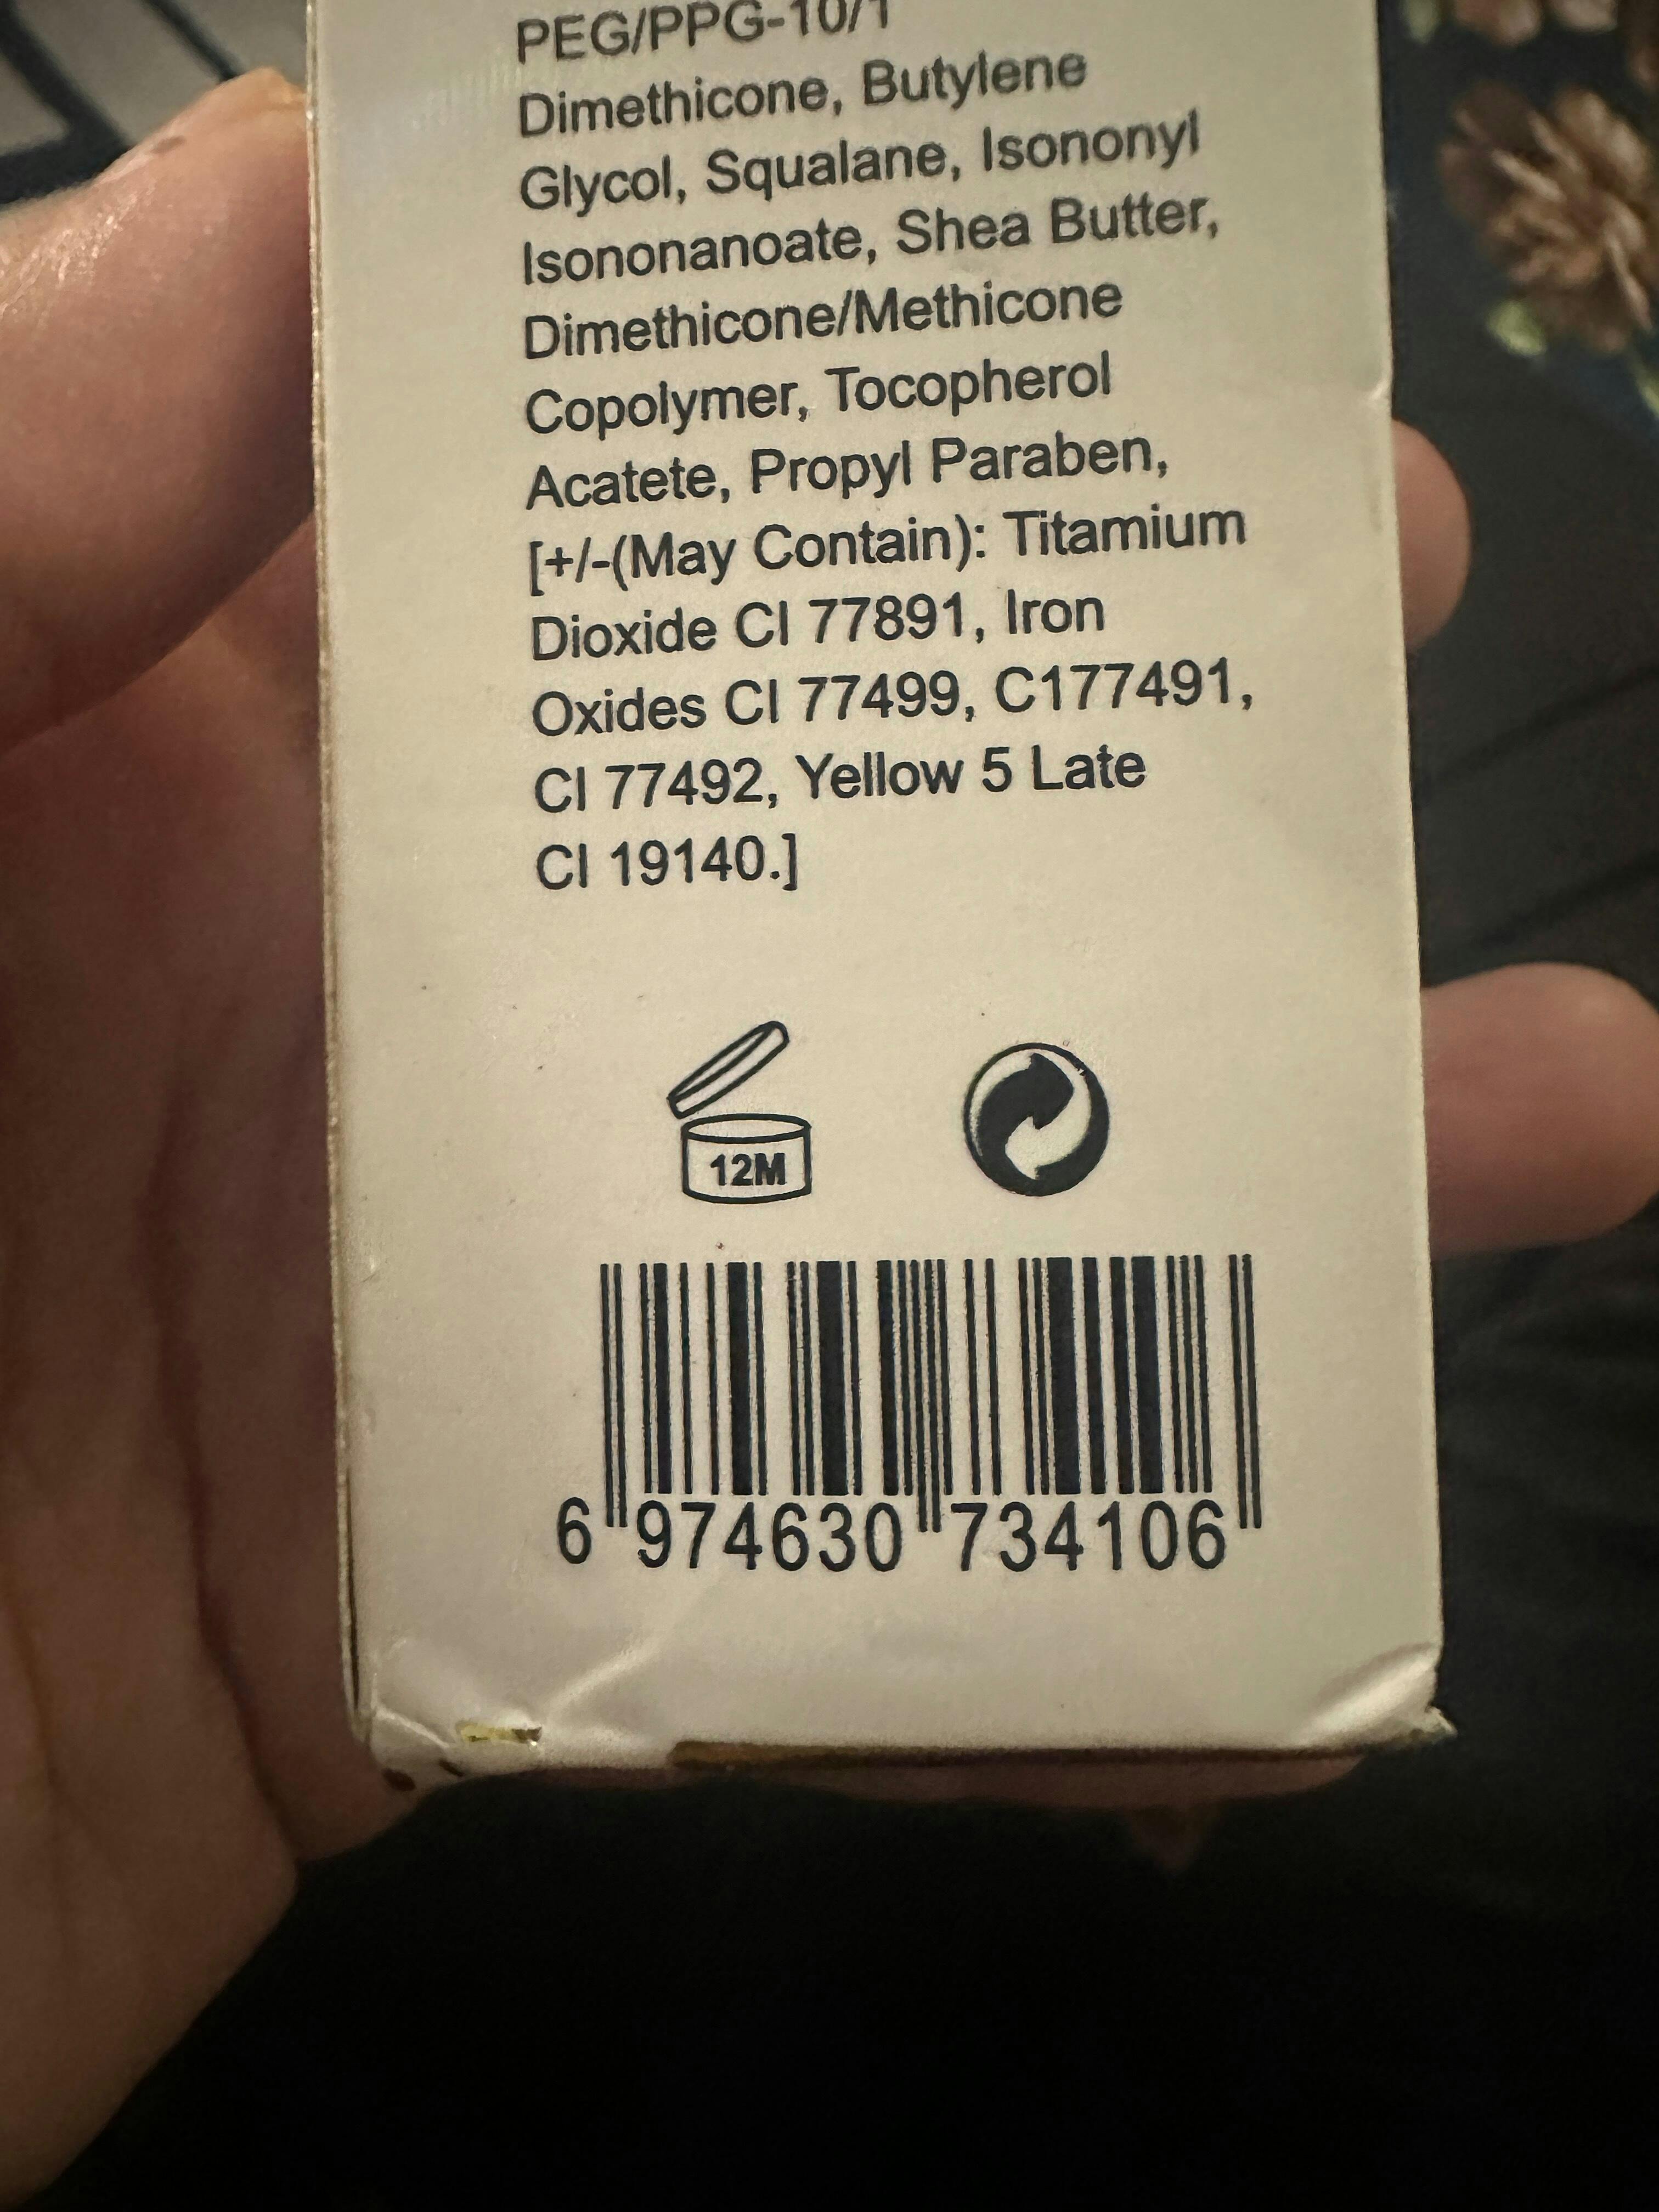 PEG/PPG-10/1
Dimethicone, Butylene
Glycol, Squalane, Isononyl
Isononanoate, Shea Butter,
Dimethicone/Methicone
Copolymer, Tocopherol
Acatete, Propyl Paraben,
[+/-(May Contain): Titamium
Dioxide CI 77891, Iron
Oxides CI 77499, C177491,
CI 77492, Yellow 5 Late
CI 19140.]
12M
6 974630 734106